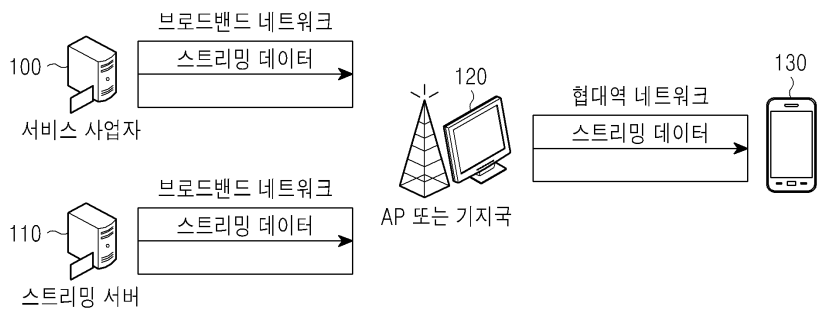 브로드밴드 네트워크
스트리밍 데이터
100
서비스 사업자
120
AP 또는 기지국
협대역 네트워크
스트리밍 데이터
130
브로드밴드 네트워크
스트리밍 데이터
110
스트리밍 서버